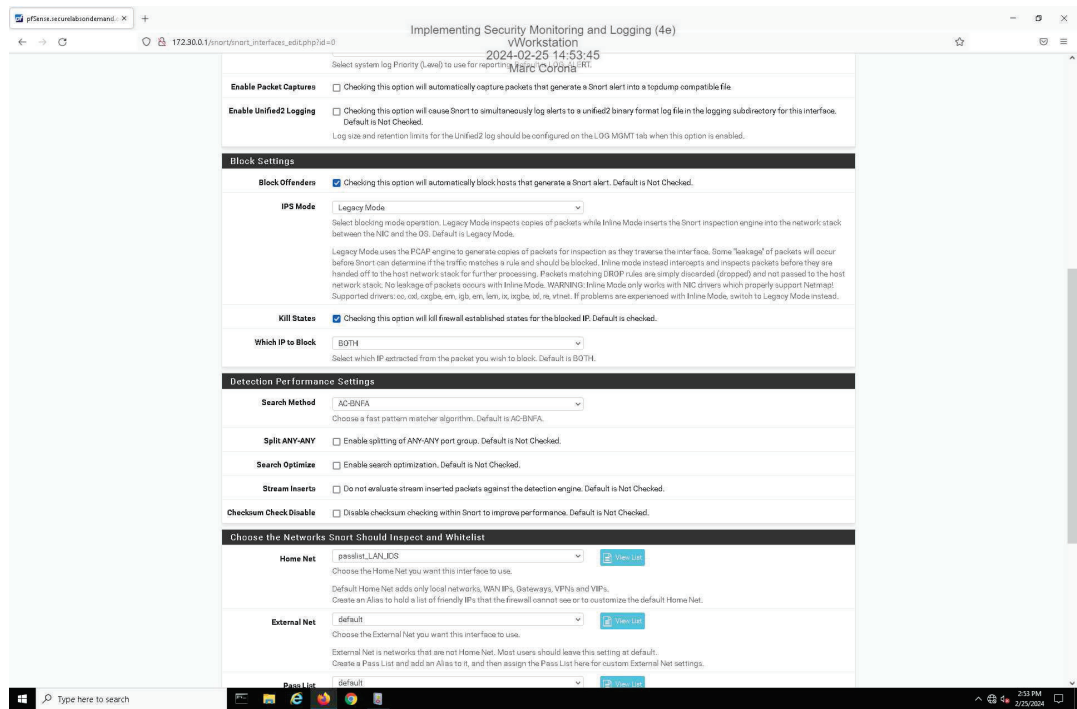 pfSense.securelabsondemand.
Implementing Security Monitoring and Logging (4e)
172.30.0.1/snort/snort_interfaces_edit.php?id=0
vWorkstation
2024-02-25 14:53:45
Marc Corona
Select system log Priority (Level) to use for reporting. Default is LOG_ALERT.
Enable Packet Captures
Checking this option will automatically capture packets that generate a Snort alert into a tcpdump compatible file
Enable Unified2 Logging
Checking this option will cause Snort to simultaneously log alerts to a unified2 binary format log file in the logging subdirectory for this interface.
Default is Not Checked.
Log size and retention limits for the Unified2 log should be configured on the LOG MGMT tab when this option is enabled.
Block Settings
Block Offenders
Checking this option will automatically block hosts that generate a Snort alert. Default is Not Checked.
IPS Mode
Legacy Mode
Select blocking mode operation. Legacy Mode inspects copies of packets while Inline Mode inserts the Snort inspection engine into the network stack
between the NIC and the OS. Default is Legacy Mode.
Legacy Mode uses the PCAP engine to generate copies of packets for inspection as they traverse the interface. Some "leakage" of packets will occur
before Snort can determine if the traffic matches a rule and should be blocked. Inline mode instead intercepts and inspects packets before they are
handed off to the host network stack for further processing. Packets matching DROP rules are simply discarded (dropped) and not passed to the host
network stack. No leakage of packets occurs with Inline Mode. WARNING: Inline Mode only works with NIC drivers which properly support Netmap!
Supported drivers: cc, cxl, cxgbe, em, igb, em, lem, ix, ixgbe, ixl, re, vtnet. If problems are experienced with Inline Mode, switch to Legacy Mode instead.
Kill States
Checking this option will kill firewall established states for the blocked IP. Default is checked.
Which IP to Block
BOTH
Select which IP extracted from the packet you wish to block. Default is BOTH.
Detection Performance Settings
Search Method
AC-BNFA
Choose a fast pattern matcher algorithm. Default is AC-BNFA.
Split ANY-ANY
Enable splitting of ANY-ANY port group. Default is Not Checked.
Search Optimize
Enable search optimization. Default is Not Checked.
Stream Inserts
Do not evaluate stream inserted packets against the detection engine. Default is Not Checked.
Checksum Check Disable
Disable checksum checking within Snort to improve performance. Default is Not Checked.
Choose the Networks Snort Should Inspect and Whitelist
Home Net
passlist_LAN_IDS
View List
Choose the Home Net you want this interface to use.
Default Home Net adds only local networks, WAN IPs, Gateways, VPNs and VIPs.
Create an Alias to hold a list of friendly IPs that the firewall cannot see or to customize the default Home Net.
External Net
default
View List
Choose the External Net you want this interface to use.
External Net is networks that are not Home Net. Most users should leave this setting at default.
Create a Pass List and add an Alias to it, and then assign the Pass List here for custom External Net settings.
Pass List
default
View List
Type here to search
2:53 PM
2/25/2024